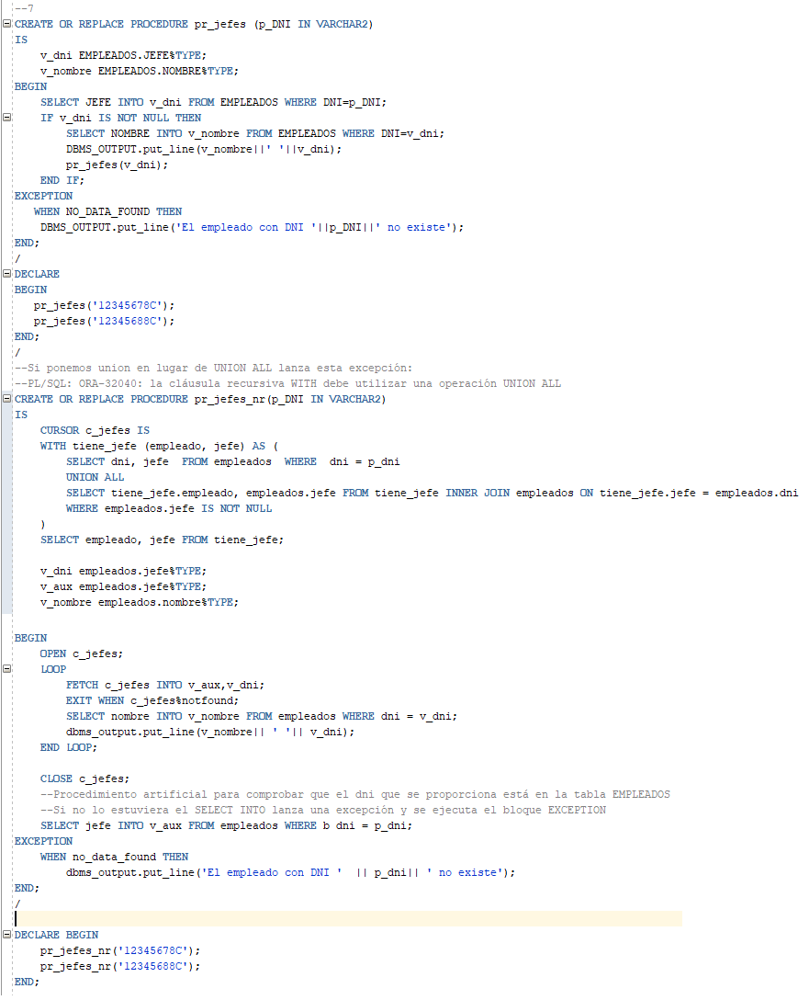 --7
CREATE OR REPLACE PROCEDURE pr_jefes (p_DNI IN VARCHAR2)
IS
    v_dni EMPLEADOS.JEFE%TYPE;
    v_nombre EMPLEADOS.NOMBRE%TYPE;
BEGIN
    SELECT JEFE INTO v_dni FROM EMPLEADOS WHERE DNI=p_DNI;
    IF v_dni IS NOT NULL THEN
        SELECT NOMBRE INTO v_nombre FROM EMPLEADOS WHERE DNI=v_dni;
        DBMS_OUTPUT.put_line(v_nombre||' '||v_dni);
        pr_jefes(v_dni);
    END IF;
EXCEPTION
   WHEN NO_DATA_FOUND THEN
    DBMS_OUTPUT.put_line('El empleado con DNI '||p_DNI||' no existe');
END;
/
DECLARE
BEGIN
   pr_jefes('12345678C');
   pr_jefes('12345688C');
END;
/
--Si ponemos union en lugar de UNION ALL lanza esta excepción:
--PL/SQL: ORA-32040: la cláusula recursiva WITH debe utilizar una operación UNION ALL
CREATE OR REPLACE PROCEDURE pr_jefes_nr(p_DNI IN VARCHAR2)
IS
    CURSOR c_jefes IS
    WITH tiene_jefe (empleado, jefe) AS (
        SELECT dni, jefe  FROM empleados  WHERE  dni = p_dni
        UNION ALL
        SELECT tiene_jefe.empleado, empleados.jefe FROM tiene_jefe INNER JOIN empleados ON tiene_jefe.jefe = empleados.dni
        WHERE empleados.jefe IS NOT NULL
    )
    SELECT empleado, jefe FROM tiene_jefe;
    v_dni empleados.jefe%TYPE;
    v_aux empleados.jefe%TYPE;
    v_nombre empleados.nombre%TYPE;
BEGIN
    OPEN c_jefes;
    LOOP
        FETCH c_jefes INTO v_aux,v_dni;
        EXIT WHEN c_jefes%notfound;
        SELECT nombre INTO v_nombre FROM empleados WHERE dni = v_dni;
        dbms_output.put_line(v_nombre|| ' '|| v_dni);
    END LOOP;
    CLOSE c_jefes;
    --Procedimiento artificial para comprobar que el dni que se proporciona está en la tabla EMPLEADOS
    --Si no lo estuviera el SELECT INTO lanza una excepción y se ejecuta el bloque EXCEPTION
    SELECT jefe INTO v_aux FROM empleados WHERE b dni = p_dni;
EXCEPTION
    WHEN no_data_found THEN
        dbms_output.put_line('El empleado con DNI '  || p_dni|| ' no existe');
END;
/
DECLARE BEGIN
    pr_jefes_nr('12345678C');
    pr_jefes_nr('12345688C');
END;